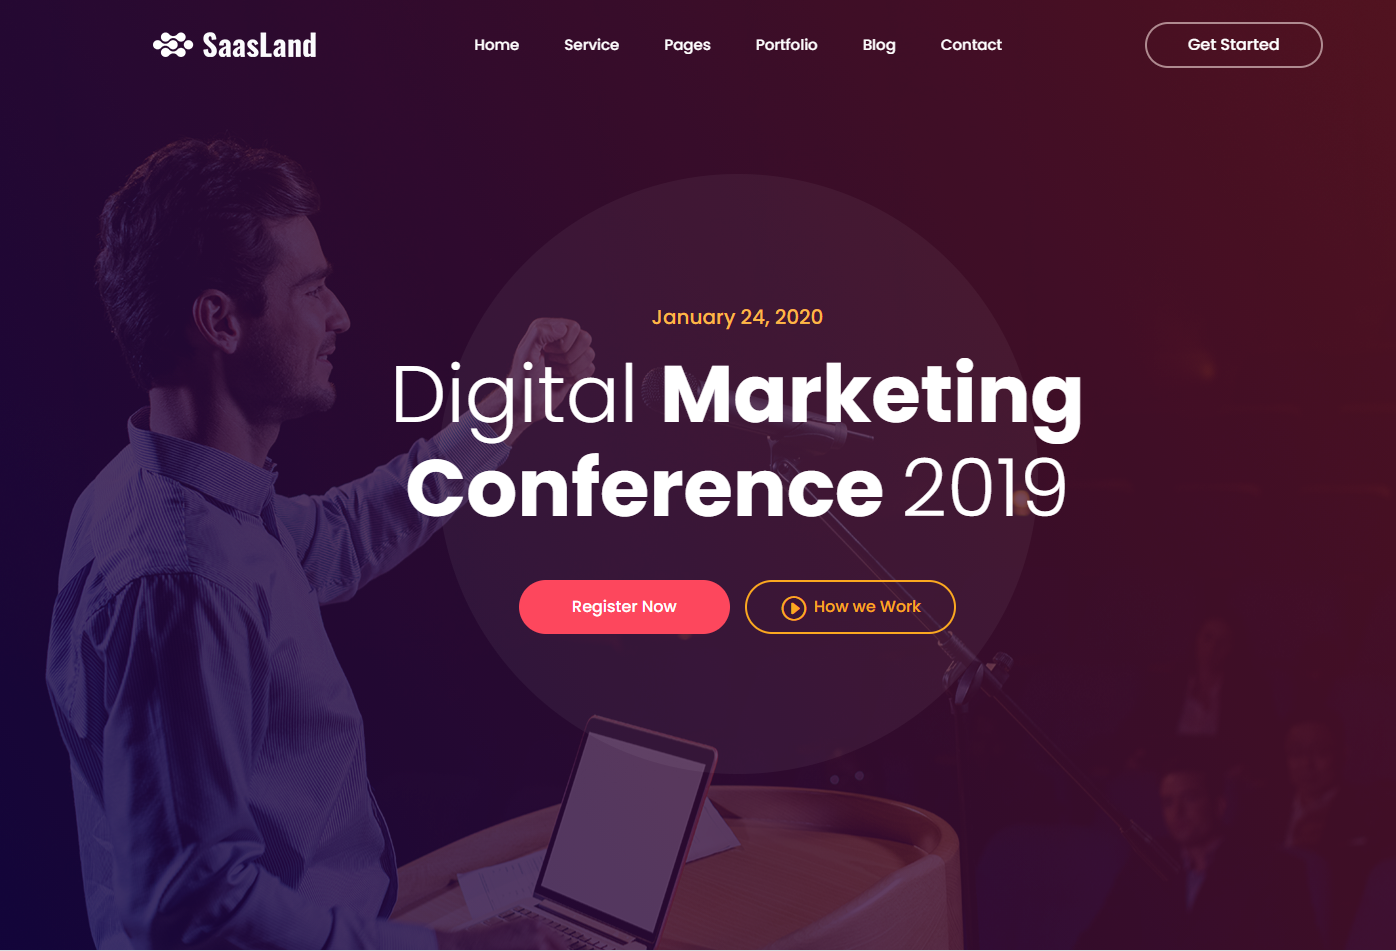 SaasLand
Home Service Pages Portfolio Blog Contact
Get Started
January 24, 2020
Digital Marketing
Conference 2019
Register Now
How we Work